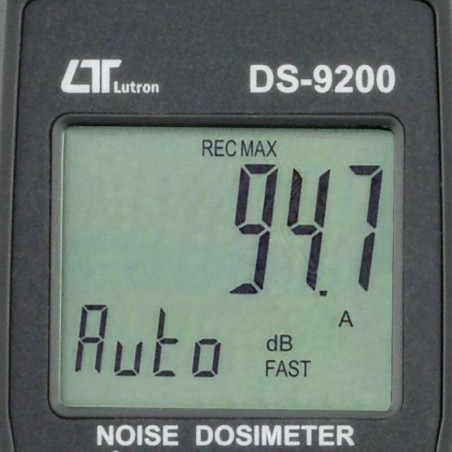 LT Lutron DS-9200
REC MAX
94.7
A
Auto dB
FAST
NOISE DOSIMETER